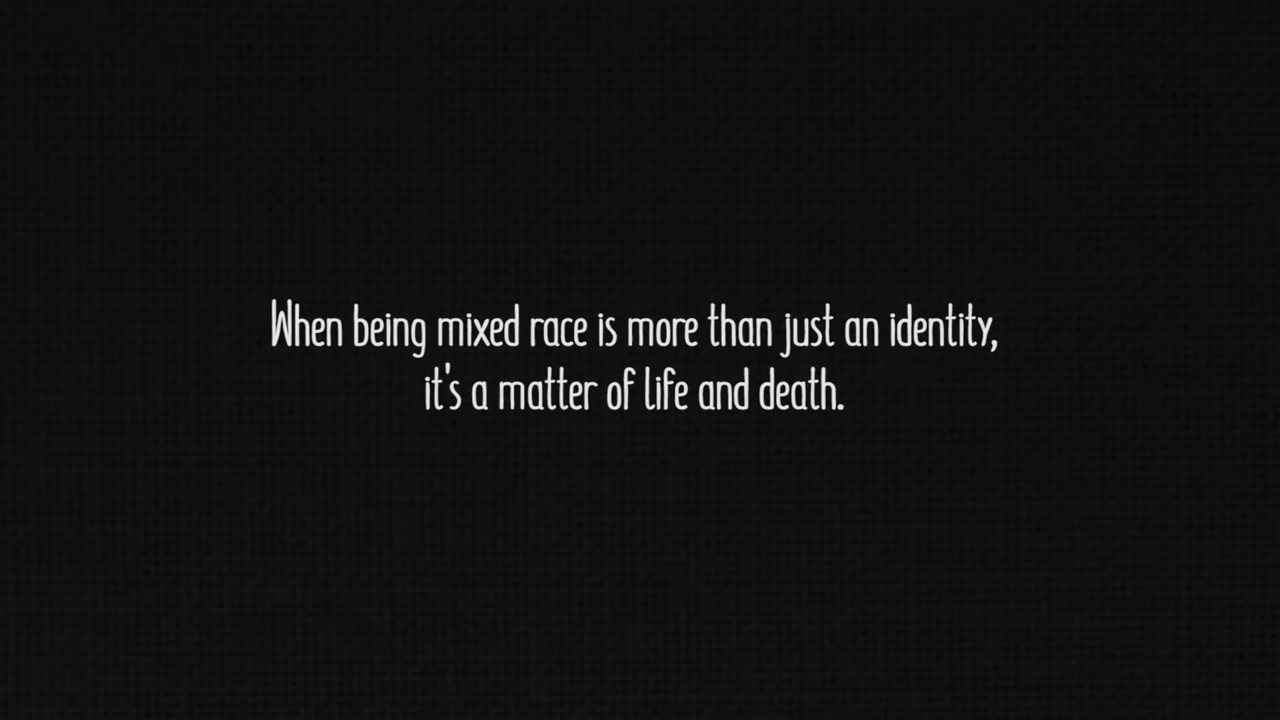 When being mixed race is more than just an identity,
it's a matter of life and death.